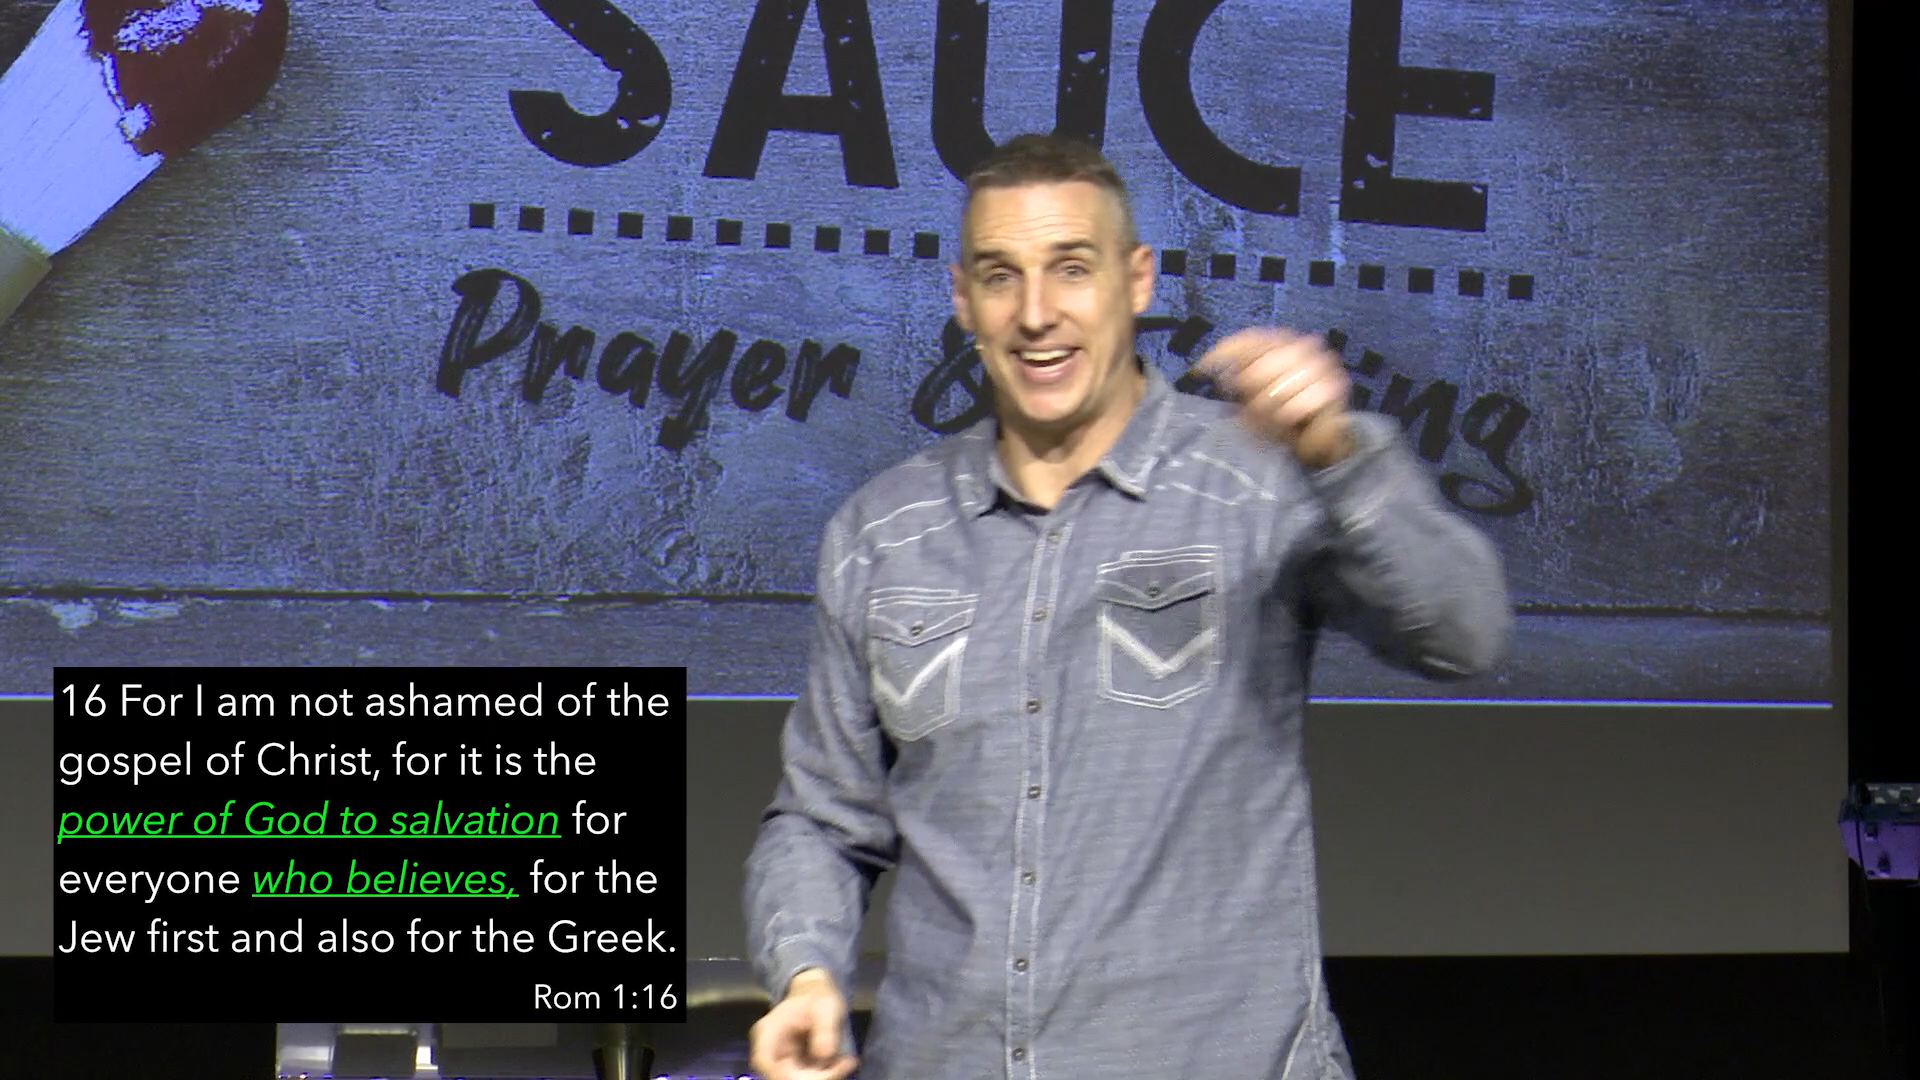 SAUCE
Prayer &
16 For I am not ashamed of the
gospel of Christ, for it is the
power of God to salvation for
everyone who believes, for the
Jew first and also for the Greek.
Rom 1:16